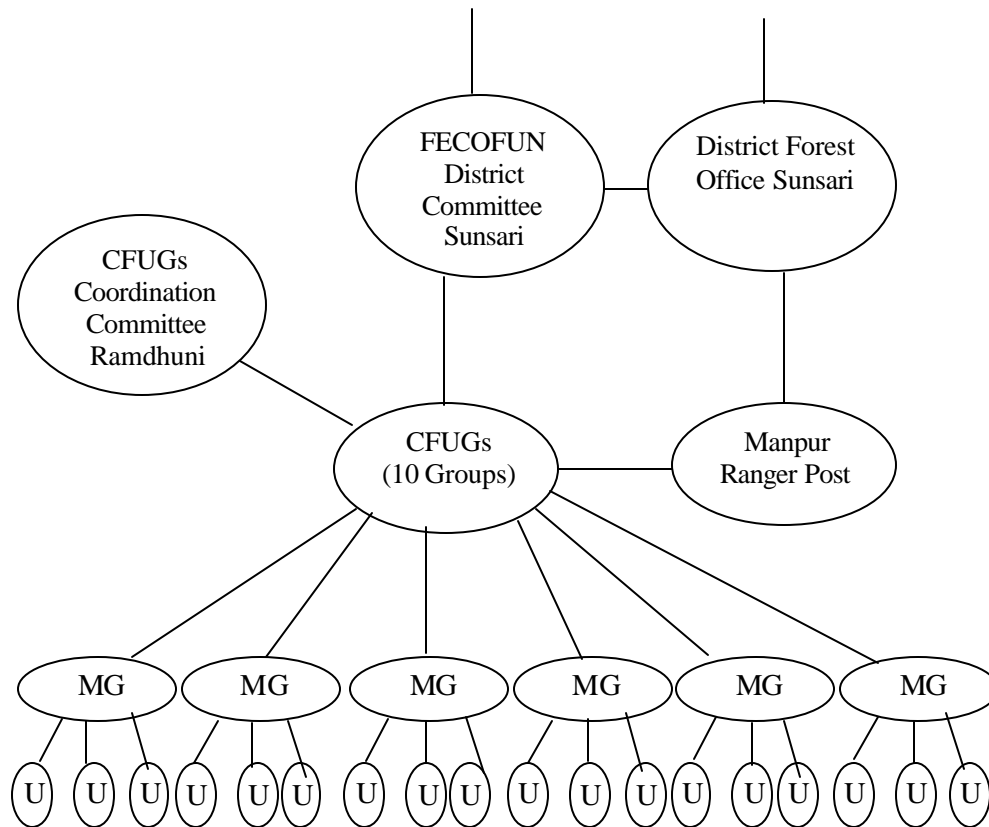 FECOFUN
District
Committee
Sunsari
District Forest
Office Sunsari
CFUGs
Coordination
Committee
Ramdhuni
CFUGs
(10 Groups)
Manpur
Ranger Post
MG MG MG MG MG MG
U U U U U U U U U U U U U U U U U U